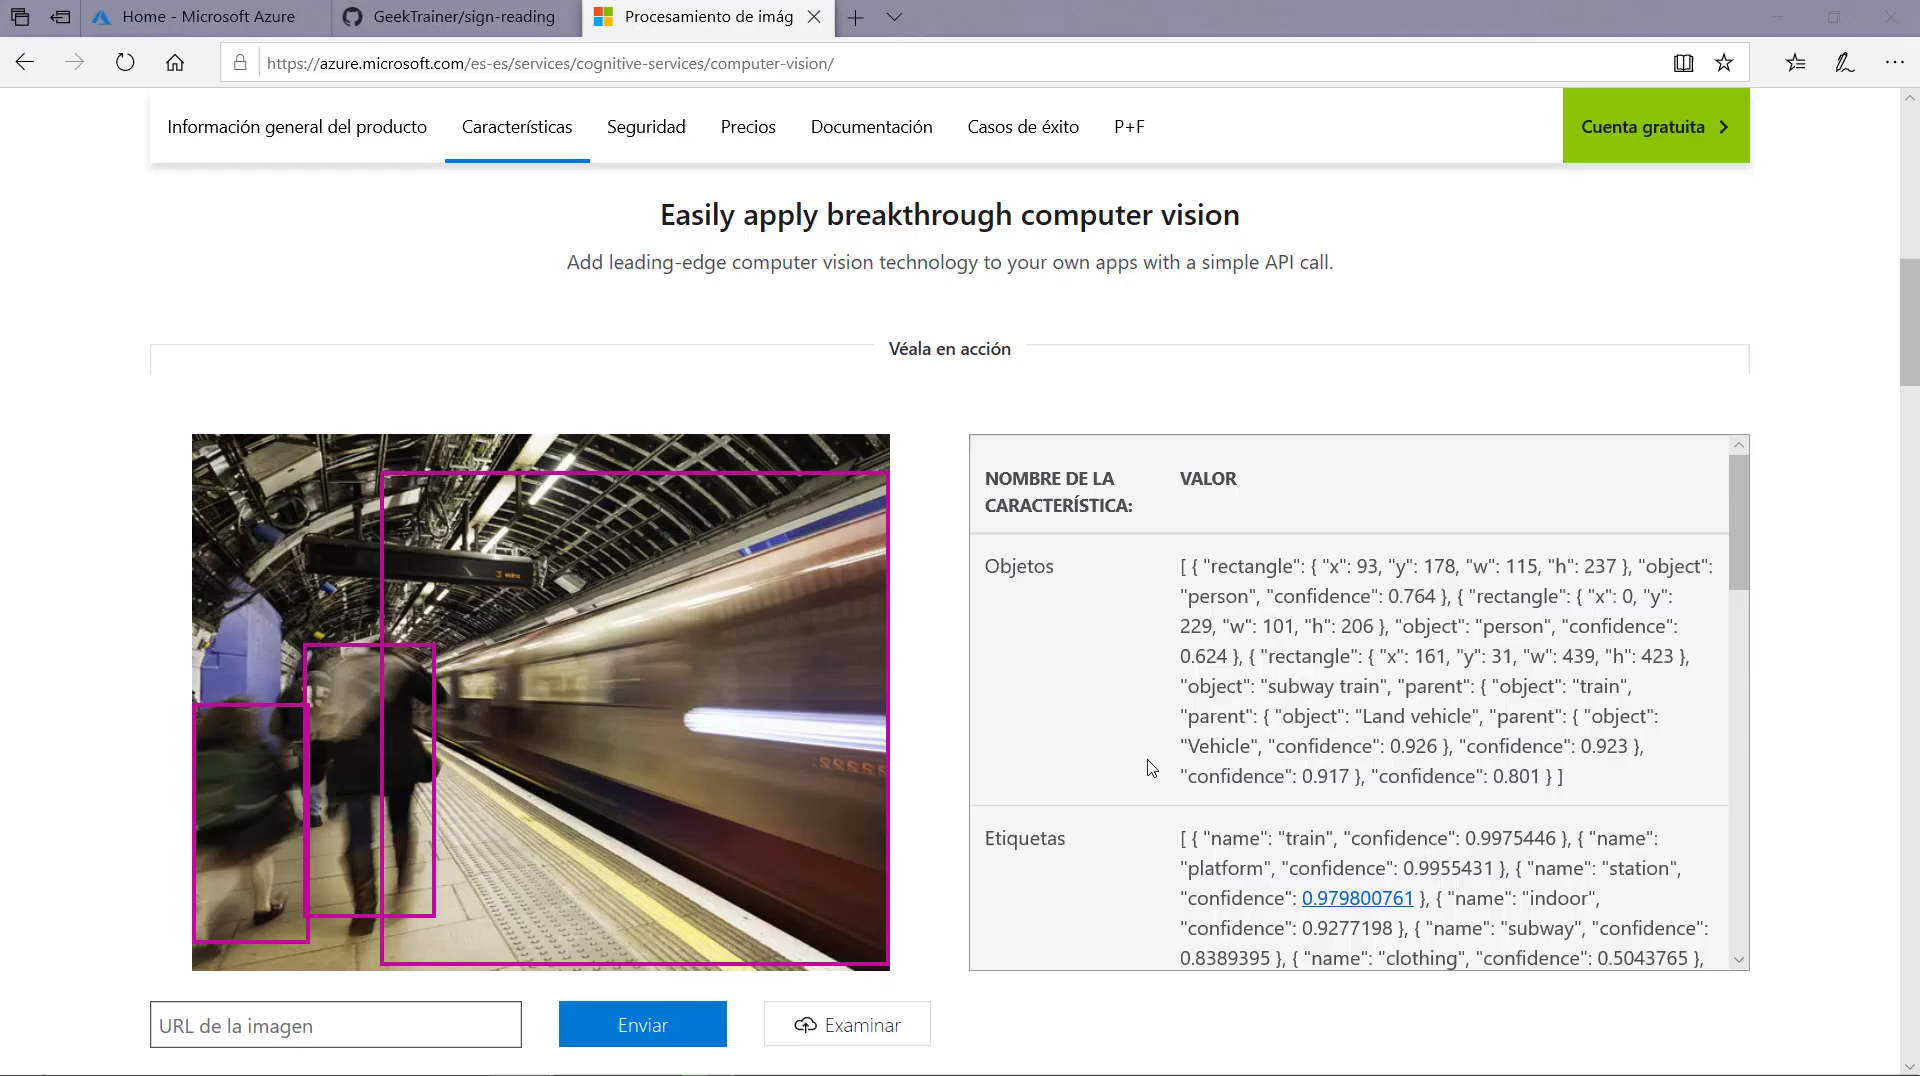 Home - Microsoft Azure
GeekTrainer/sign-reading
Procesamiento de imág
https://azure.microsoft.com/es-es/services/cognitive-services/computer-vision/
Información general del producto
Características
Seguridad
Precios
Documentación
Casos de éxito
P+F
Cuenta gratuita
Easily apply breakthrough computer vision
Add leading-edge computer vision technology to your own apps with a simple API call.
Véala en acción
NOMBRE DE LA
CARACTERÍSTICA:
VALOR
Objetos
[ { "rectangle": { "x": 93, "y": 178, "w": 115, "h": 237 }, "object":
"person", "confidence": 0.764 }, { "rectangle": { "x": 0, "y":
229, "w": 101, "h": 206 }, "object": "person", "confidence":
0.624 }, { "rectangle": { "x": 161, "y": 31, "w": 439, "h": 423 },
"object": "subway train", "parent": { "object": "train",
"parent": { "object": "Land vehicle", "parent": { "object":
"Vehicle", "confidence": 0.926 }, "confidence": 0.923 },
"confidence": 0.917 }, "confidence": 0.801 } ]
Etiquetas
[ { "name": "train", "confidence": 0.9975446 }, { "name":
"platform", "confidence": 0.9955431 }, { "name": "station",
"confidence": 0.979800761 }, { "name": "indoor",
"confidence": 0.9277198 }, { "name": "subway", "confidence":
0.8389395 }, { "name": "clothing", "confidence": 0.5043765 },
URL de la imagen
Enviar
Examinar